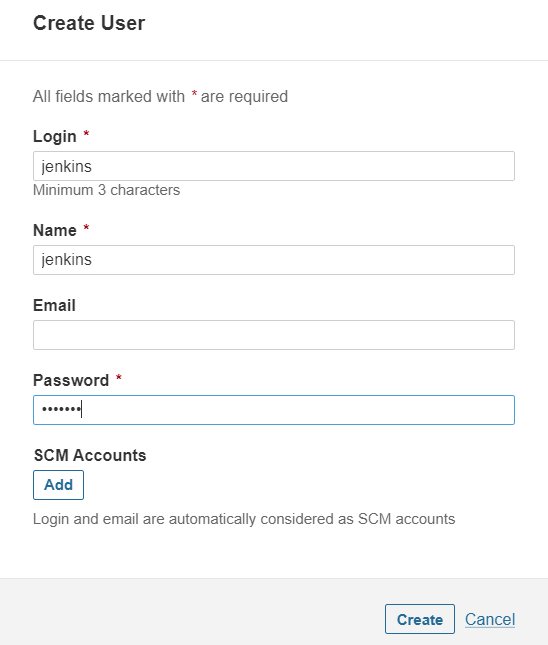 Create User
All fields marked with * are required
Login *
jenkins
Minimum 3 characters
Name *
jenkins
Email
Password *
•••••••
SCM Accounts
Add
Login and email are automatically considered as SCM accounts
Create Cancel